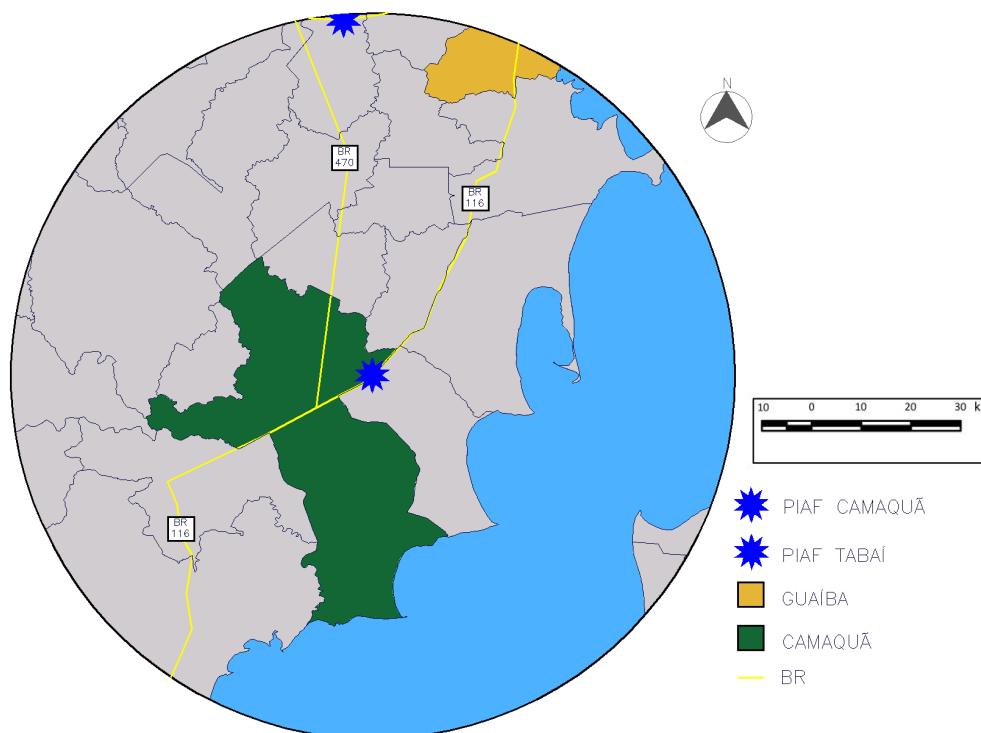 N
BR
470
BR
116
10 0 10 20 30 k
PIAF CAMAQUÃ
PIAF TABAÍ
GUAÍBA
CAMAQUÃ
BR
BR
116